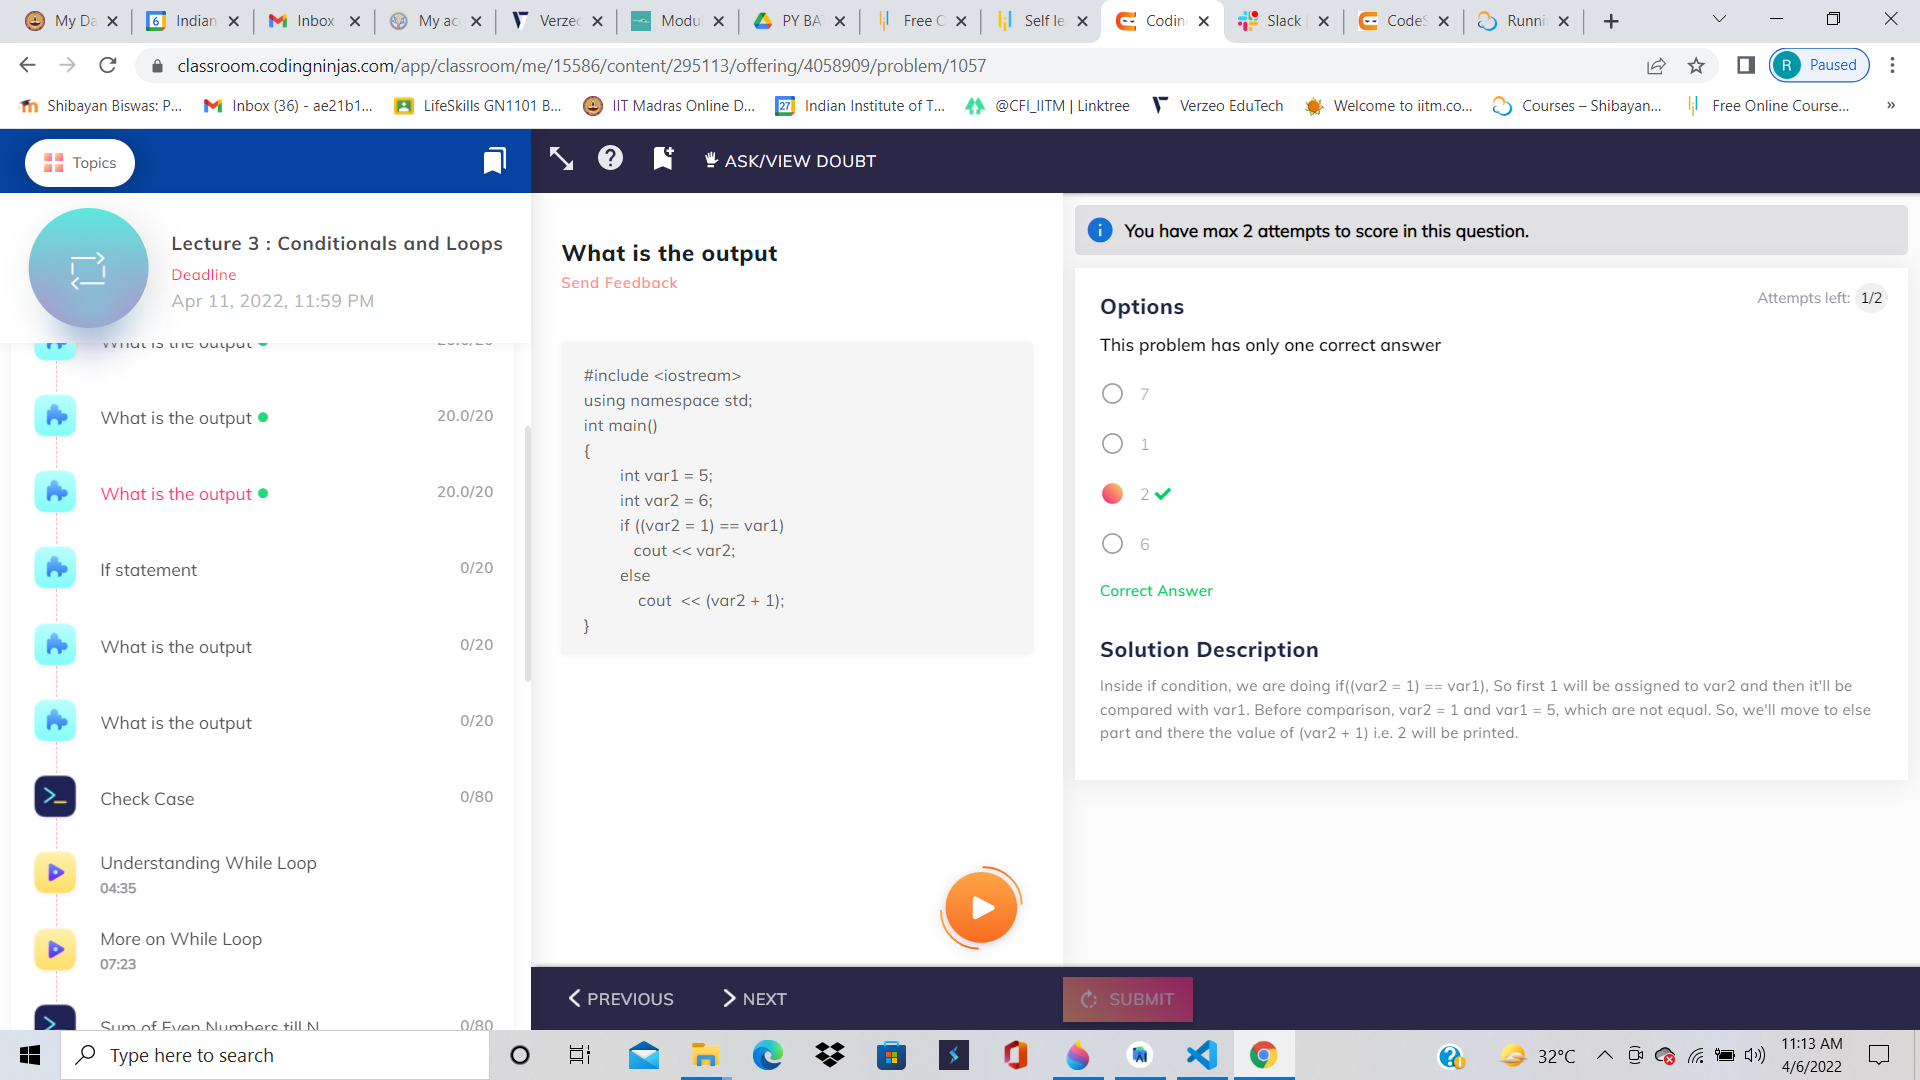 My Da
Indian
Inbox
My ac
Verzeo
Modul
PY BA
Free C
Self le
Coding
Slack
CodeS
Runni
classroom.codingninjas.com/app/classroom/me/15586/content/295113/offering/4058909/problem/1057
R Paused
Shibayan Biswas: P...
Inbox (36) - ae21b1...
LifeSkills GN1101 B...
IIT Madras Online D...
27 Indian Institute of T...
@CFI_IITM | Linktree
Verzeo EduTech
Welcome to iitm.co...
Courses – Shibayan...
Free Online Course...
»
Topics
ASK/VIEW DOUBT
Lecture 3 : Conditionals and Loops
Deadline
Apr 11, 2022, 11:59 PM
What is the output 20.0/20
What is the output 20.0/20
What is the output 20.0/20
If statement 0/20
What is the output 0/20
What is the output 0/20
Check Case 0/80
Understanding While Loop
04:35
More on While Loop
07:23
Sum of Even Numbers till N 0/80
What is the output
Send Feedback
#include <iostream>
using namespace std;
int main()
{
int var1 = 5;
int var2 = 6;
if ((var2 = 1) == var1)
cout << var2;
else
cout << (var2 + 1);
}
PREVIOUS
NEXT
You have max 2 attempts to score in this question.
Options
Attempts left: 1/2
This problem has only one correct answer
7
1
2
6
Correct Answer
Solution Description
Inside if condition, we are doing if((var2 = 1) == var1), So first 1 will be assigned to var2 and then it'll be
compared with var1. Before comparison, var2 = 1 and var1 = 5, which are not equal. So, we'll move to else
part and there the value of (var2 + 1) i.e. 2 will be printed.
SUBMIT
Type here to search
32°C
11:13 AM
4/6/2022